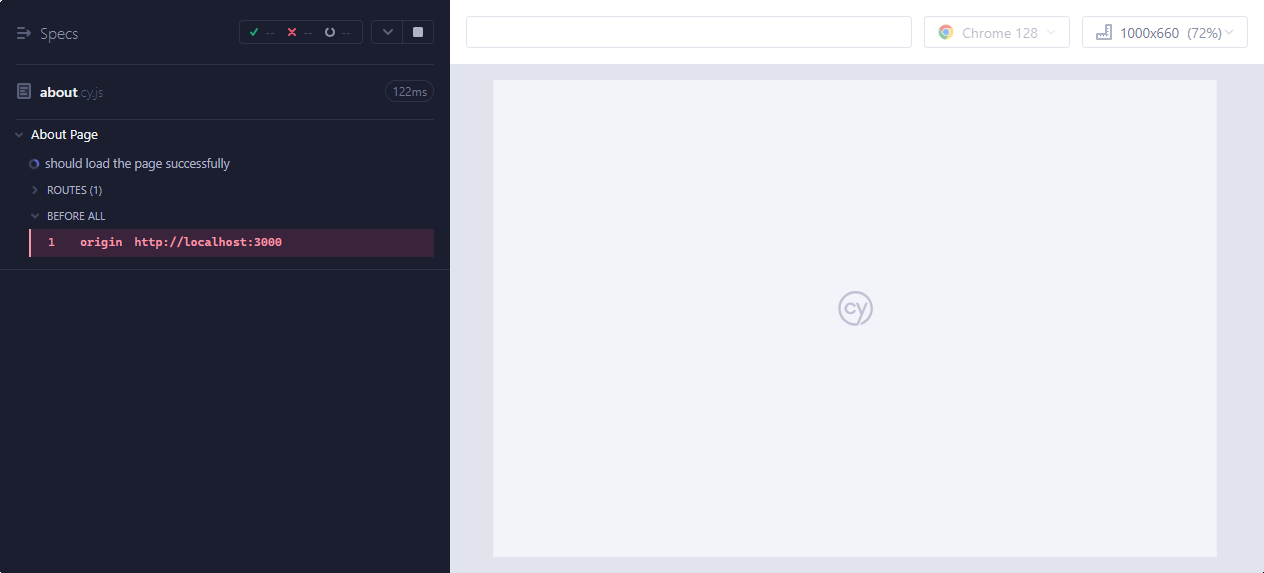 Specs
-- -- --
about.cy.js
122ms
About Page
should load the page successfully
ROUTES (1)
BEFORE ALL
1 origin http://localhost:3000
Chrome 128
1000x660 (72%)
cy